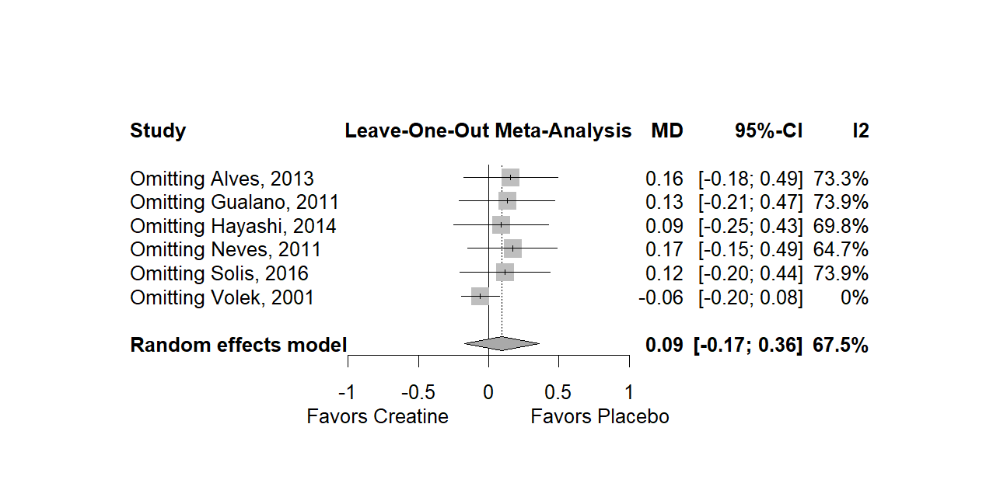 Study Leave-One-Out Meta-Analysis MD 95%-CI I2
Omitting Alves, 2013 0.16 [-0.18; 0.49] 73.3%
Omitting Gualano, 2011 0.13 [-0.21; 0.47] 73.9%
Omitting Hayashi, 2014 0.09 [-0.25; 0.43] 69.8%
Omitting Neves, 2011 0.17 [-0.15; 0.49] 64.7%
Omitting Solis, 2016 0.12 [-0.20; 0.44] 73.9%
Omitting Volek, 2001 -0.06 [-0.20; 0.08] 0%
Random effects model 0.09 [-0.17; 0.36] 67.5%
-1 -0.5 0 0.5 1
Favors Creatine Favors Placebo